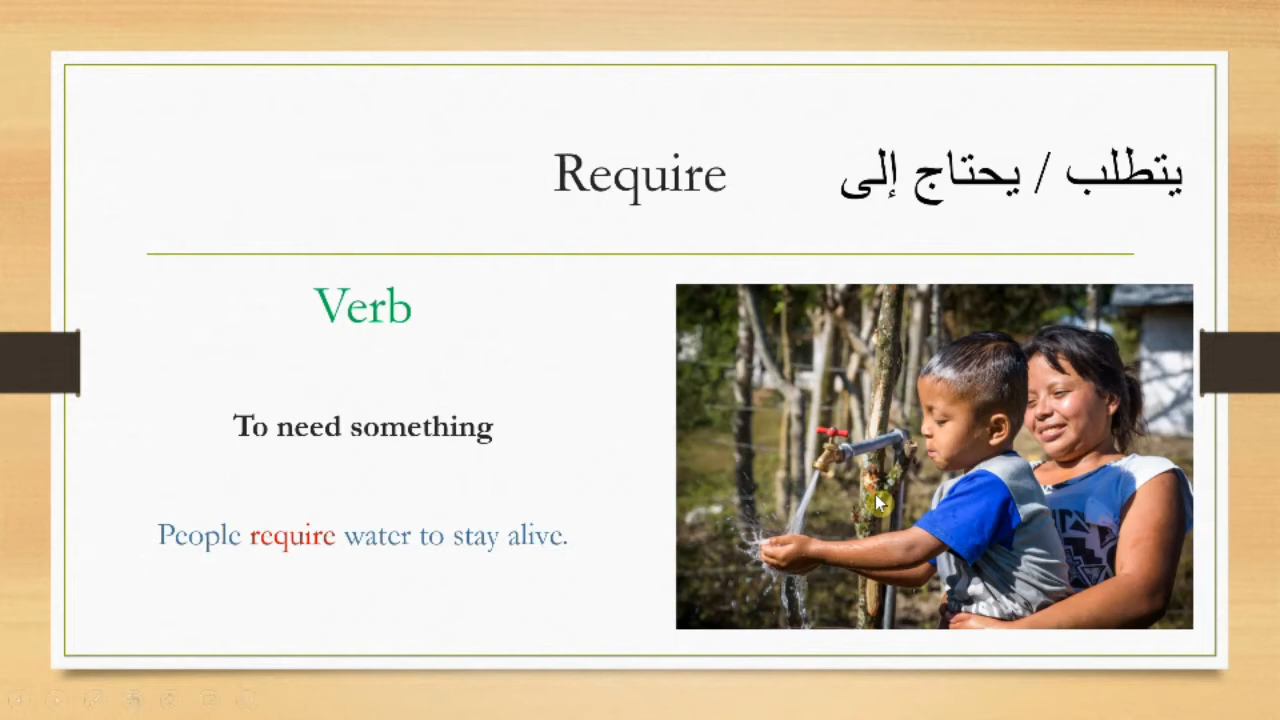 Require يتطلب / يحتاج إلى
Verb
To need something
People require water to stay alive.